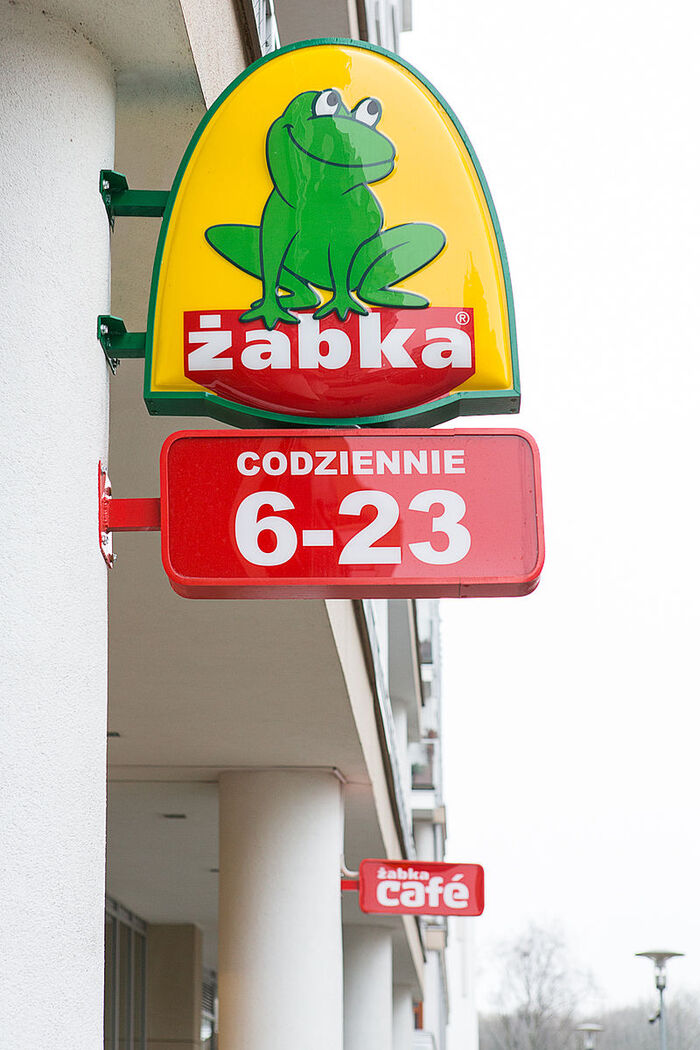 żabka®
CODZIENNIE
6-23
żabka
café